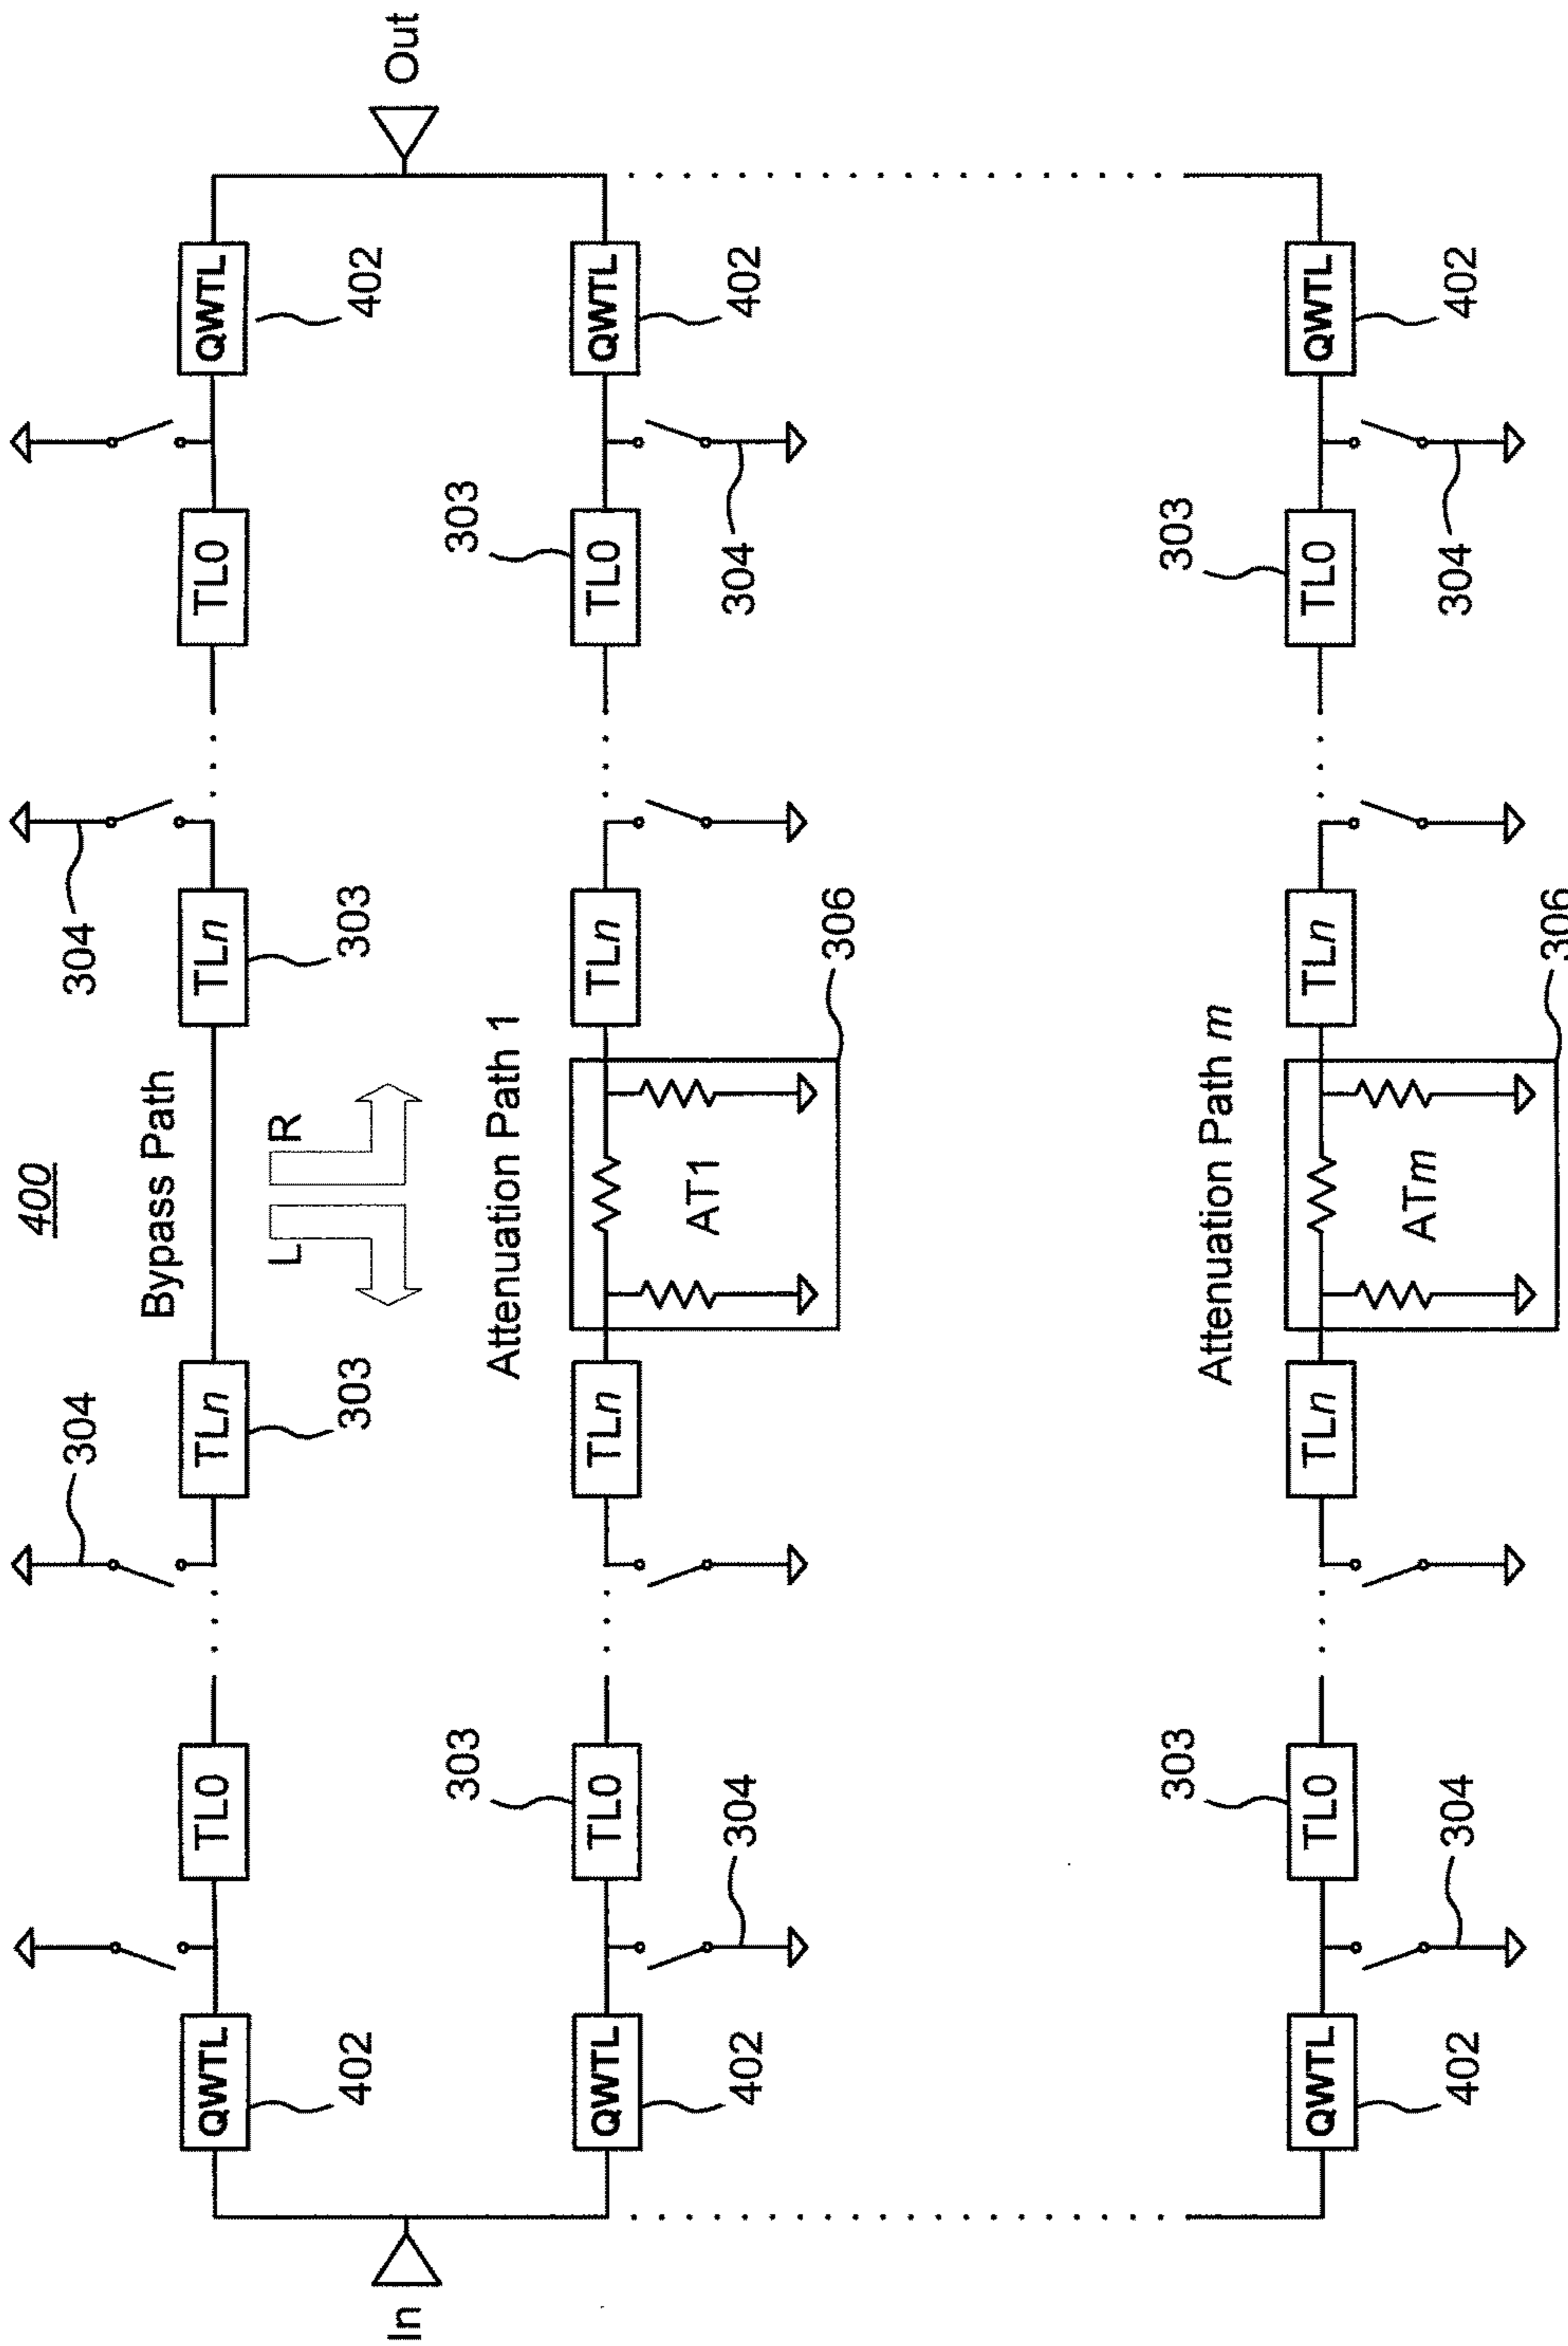 400
304 304
Bypass Path
QWTL TL0 TLn TLn TL0 QWTL
L R
402 303 303 402
In Out
303 303
Attenuation Path 1
QWTL TL0 TLn TLn TL0 QWTL
AT1
402 304 304 402
306
303 303
Attenuation Path m
QWTL TL0 TLn TLn TL0 QWTL
ATm
402 304 304 402
306